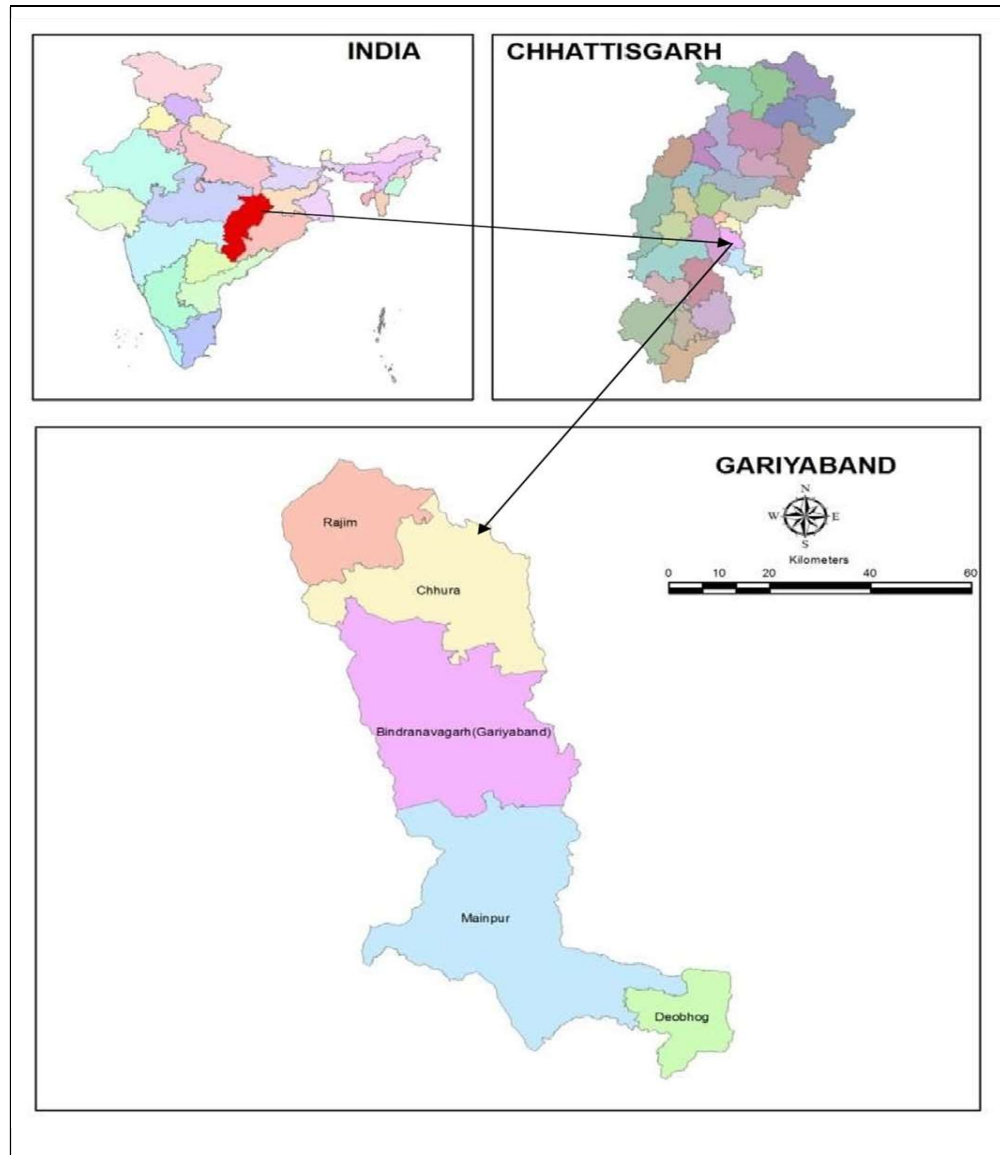 INDIA
CHHATTISGARH
GARIYABAND
N
W E
S
Kilometers
0 10 20 40 60
Rajim
Chhura
Bindranavagarh(Gariyaband)
Mainpur
Deobhog